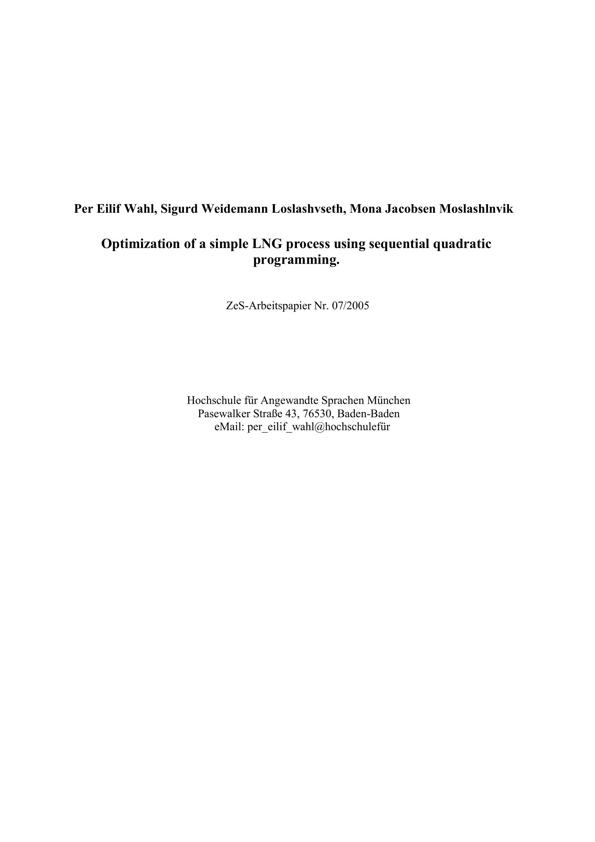 Per Eilif Wahl, Sigurd Weidemann Loslashvseth, Mona Jacobsen Moslashlnvik
Optimization of a simple LNG process using sequential quadratic
programming.
ZeS-Arbeitspapier Nr. 07/2005
Hochschule für Angewandte Sprachen München
Pasewalker Straße 43, 76530, Baden-Baden
eMail: per_eilif_wahl@hochschulefür